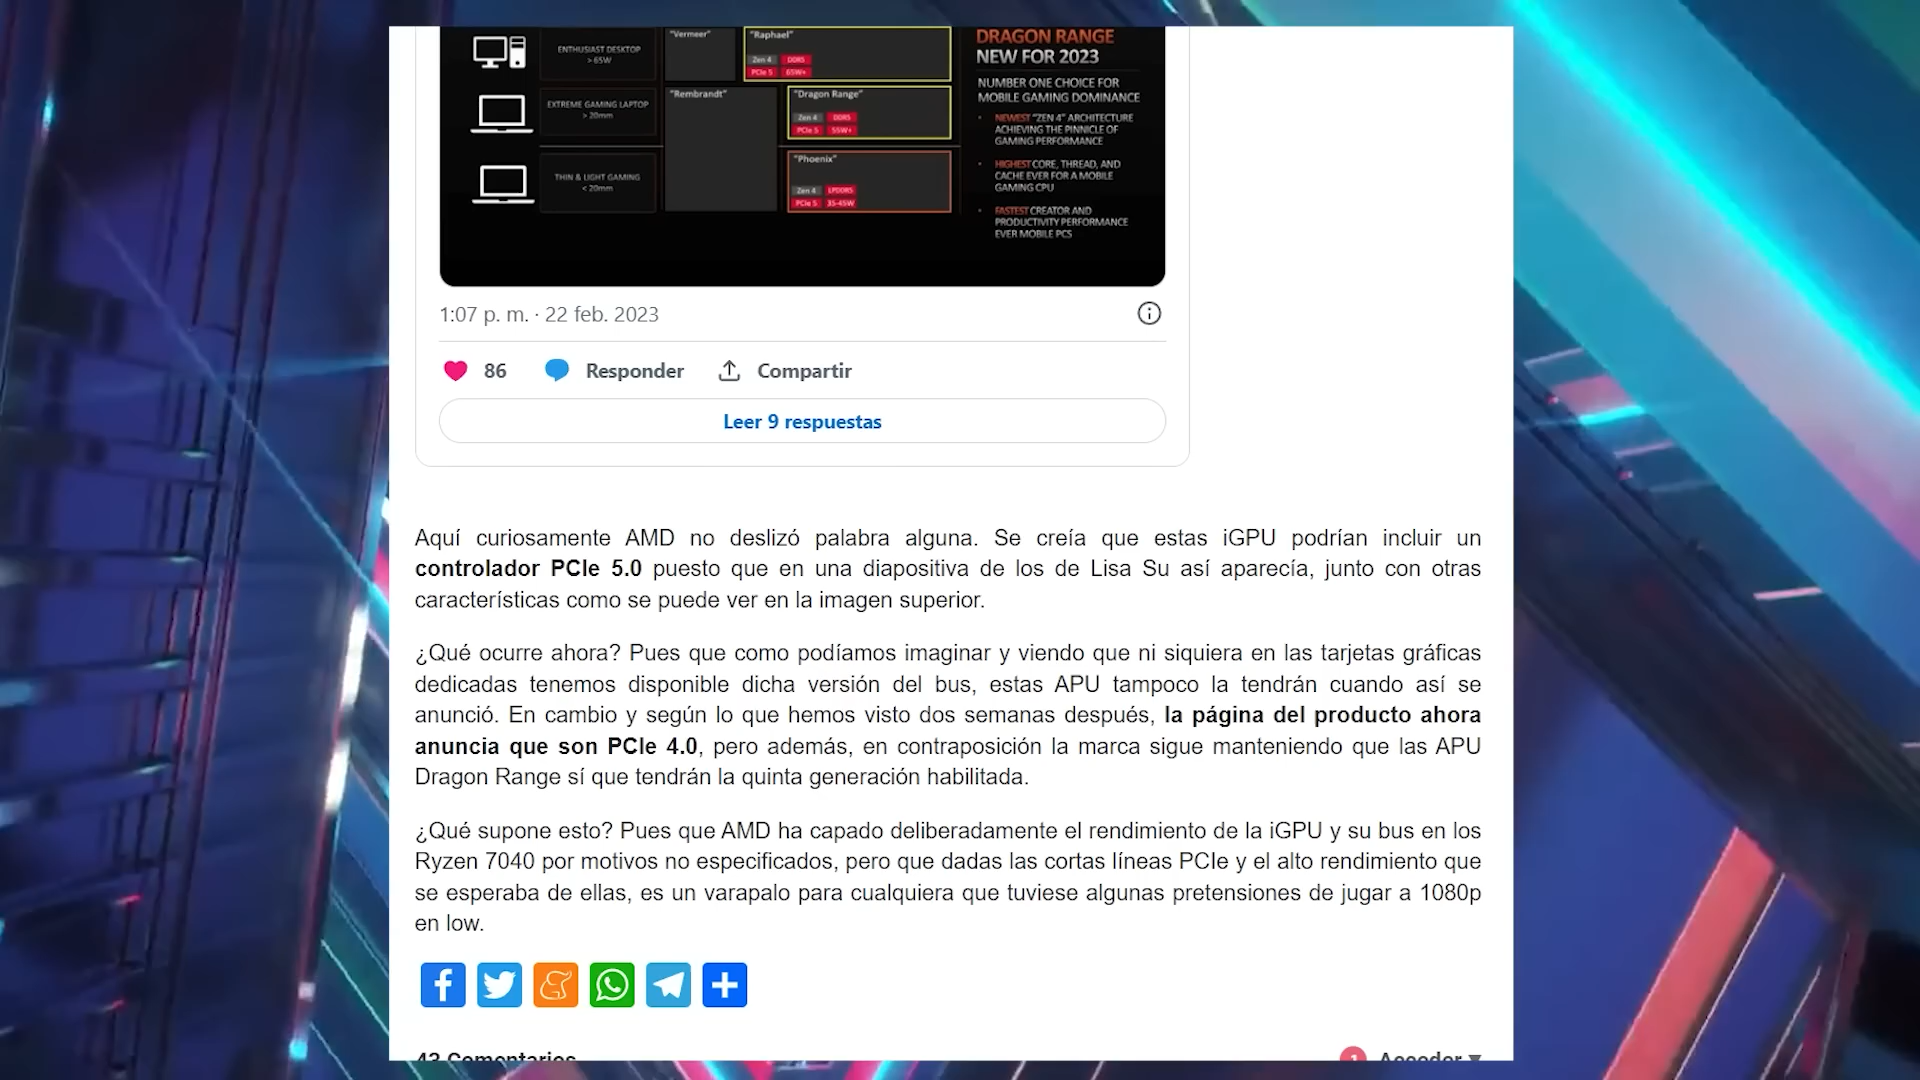 "Vermeer"
"Raphael"
Zen 4 DDR5
PCIe 5 65W+
ENTHUSIAST DESKTOP
> 65W
"Rembrandt"
"Dragon Range"
Zen 4 DDR5
PCIe 5 55W+
EXTREME GAMING LAPTOP
> 20mm
"Phoenix"
Zen 4 LPDDR5
PCIe 5 35-45W
THIN & LIGHT GAMING
< 20mm
DRAGON RANGE
NEW FOR 2023
NUMBER ONE CHOICE FOR
MOBILE GAMING DOMINANCE
• NEWEST "ZEN 4" ARCHITECTURE
ACHIEVING THE PINNICLE OF
GAMING PERFORMANCE
• HIGHEST CORE, THREAD, AND
CACHE EVER FOR A MOBILE
GAMING CPU
• FASTEST CREATOR AND
PRODUCTIVITY PERFORMANCE
EVER MOBILE PCS
1:07 p. m. · 22 feb. 2023
86 Responder Compartir
Leer 9 respuestas
Aquí curiosamente AMD no deslizó palabra alguna. Se creía que estas iGPU podrían incluir un
controlador PCIe 5.0 puesto que en una diapositiva de los de Lisa Su así aparecía, junto con otras
características como se puede ver en la imagen superior.
¿Qué ocurre ahora? Pues que como podíamos imaginar y viendo que ni siquiera en las tarjetas gráficas
dedicadas tenemos disponible dicha versión del bus, estas APU tampoco la tendrán cuando así se
anunció. En cambio y según lo que hemos visto dos semanas después, la página del producto ahora
anuncia que son PCIe 4.0, pero además, en contraposición la marca sigue manteniendo que las APU
Dragon Range sí que tendrán la quinta generación habilitada.
¿Qué supone esto? Pues que AMD ha capado deliberadamente el rendimiento de la iGPU y su bus en los
Ryzen 7040 por motivos no especificados, pero que dadas las cortas líneas PCIe y el alto rendimiento que
se esperaba de ellas, es un varapalo para cualquiera que tuviese algunas pretensiones de jugar a 1080p
en low.
43 Comentarios
1 Acceder